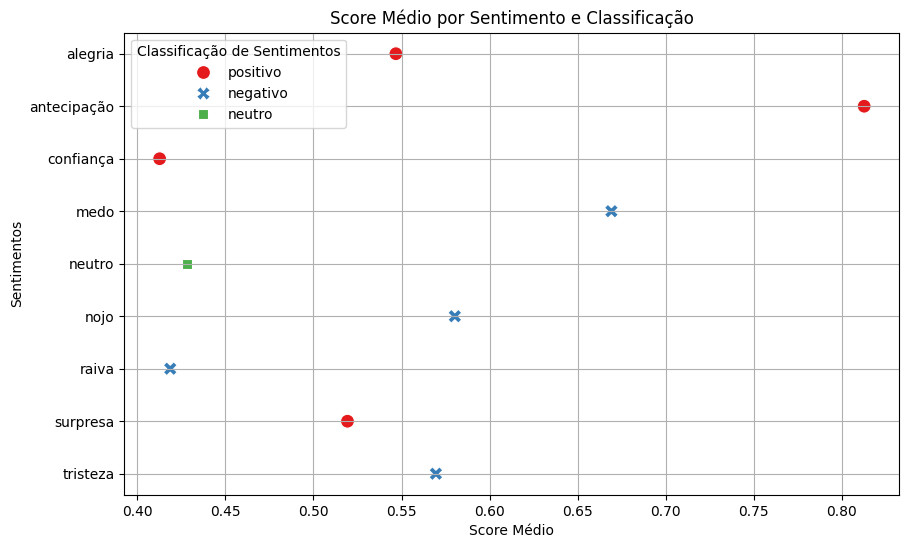 Score Médio por Sentimento e Classificação
Classificação de Sentimentos
positivo
negativo
neutro
Sentimentos
alegria
antecipação
confiança
medo
neutro
nojo
raiva
surpresa
tristeza
0.40 0.45 0.50 0.55 0.60 0.65 0.70 0.75 0.80
Score Médio